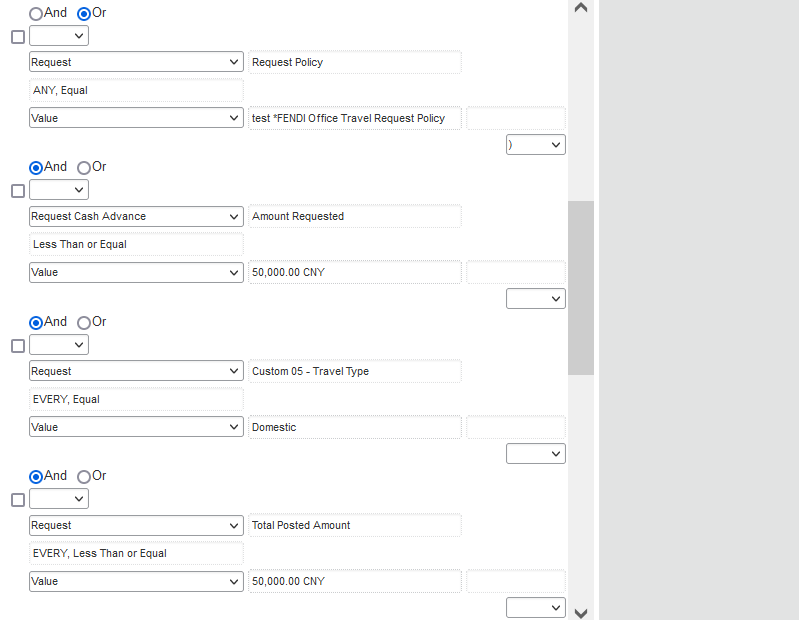 And Or
Request Request Policy
ANY, Equal
Value test *FENDI Office Travel Request Policy
)
And Or
Request Cash Advance Amount Requested
Less Than or Equal
Value 50,000.00 CNY
And Or
Request Custom 05 - Travel Type
EVERY, Equal
Value Domestic
And Or
Request Total Posted Amount
EVERY, Less Than or Equal
Value 50,000.00 CNY